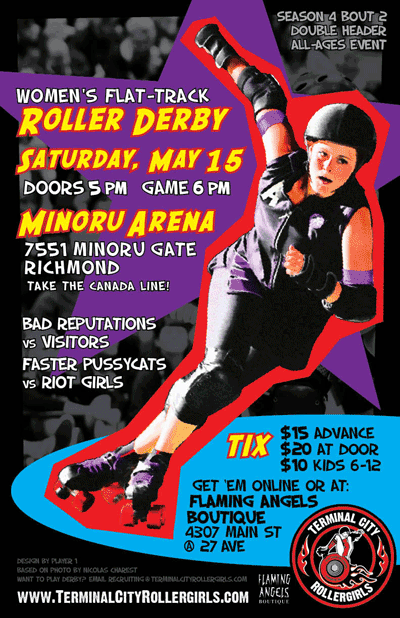 SEASON 4 BOUT 2
DOUBLE HEADER
ALL-AGES EVENT
WOMEN'S FLAT-TRACK
ROLLER DERBY
SATURDAY, MAY 15
DOORS 5 PM GAME 6 PM
MINORU ARENA
7551 MINORU GATE
RICHMOND
TAKE THE CANADA LINE!
BAD REPUTATIONS
VS VISITORS
FASTER PUSSYCATS
VS RIOT GIRLS
TIX
$15 ADVANCE
$20 AT DOOR
$10 KIDS 6-12
GET 'EM ONLINE OR AT:
FLAMING ANGELS
BOUTIQUE
4307 MAIN ST
@ 27 AVE
TERMINAL CITY
ROLLERGIRLS
DESIGN BY PLAYER 1
BASED ON PHOTO BY NICOLAS CHAREST
WANT TO PLAY DERBY? EMAIL RECRUITING@TERMINALCITYROLLERGIRLS.COM
FLAMING
ANGELS
BOUTIQUE
WWW.TERMINALCITYROLLERGIRLS.COM